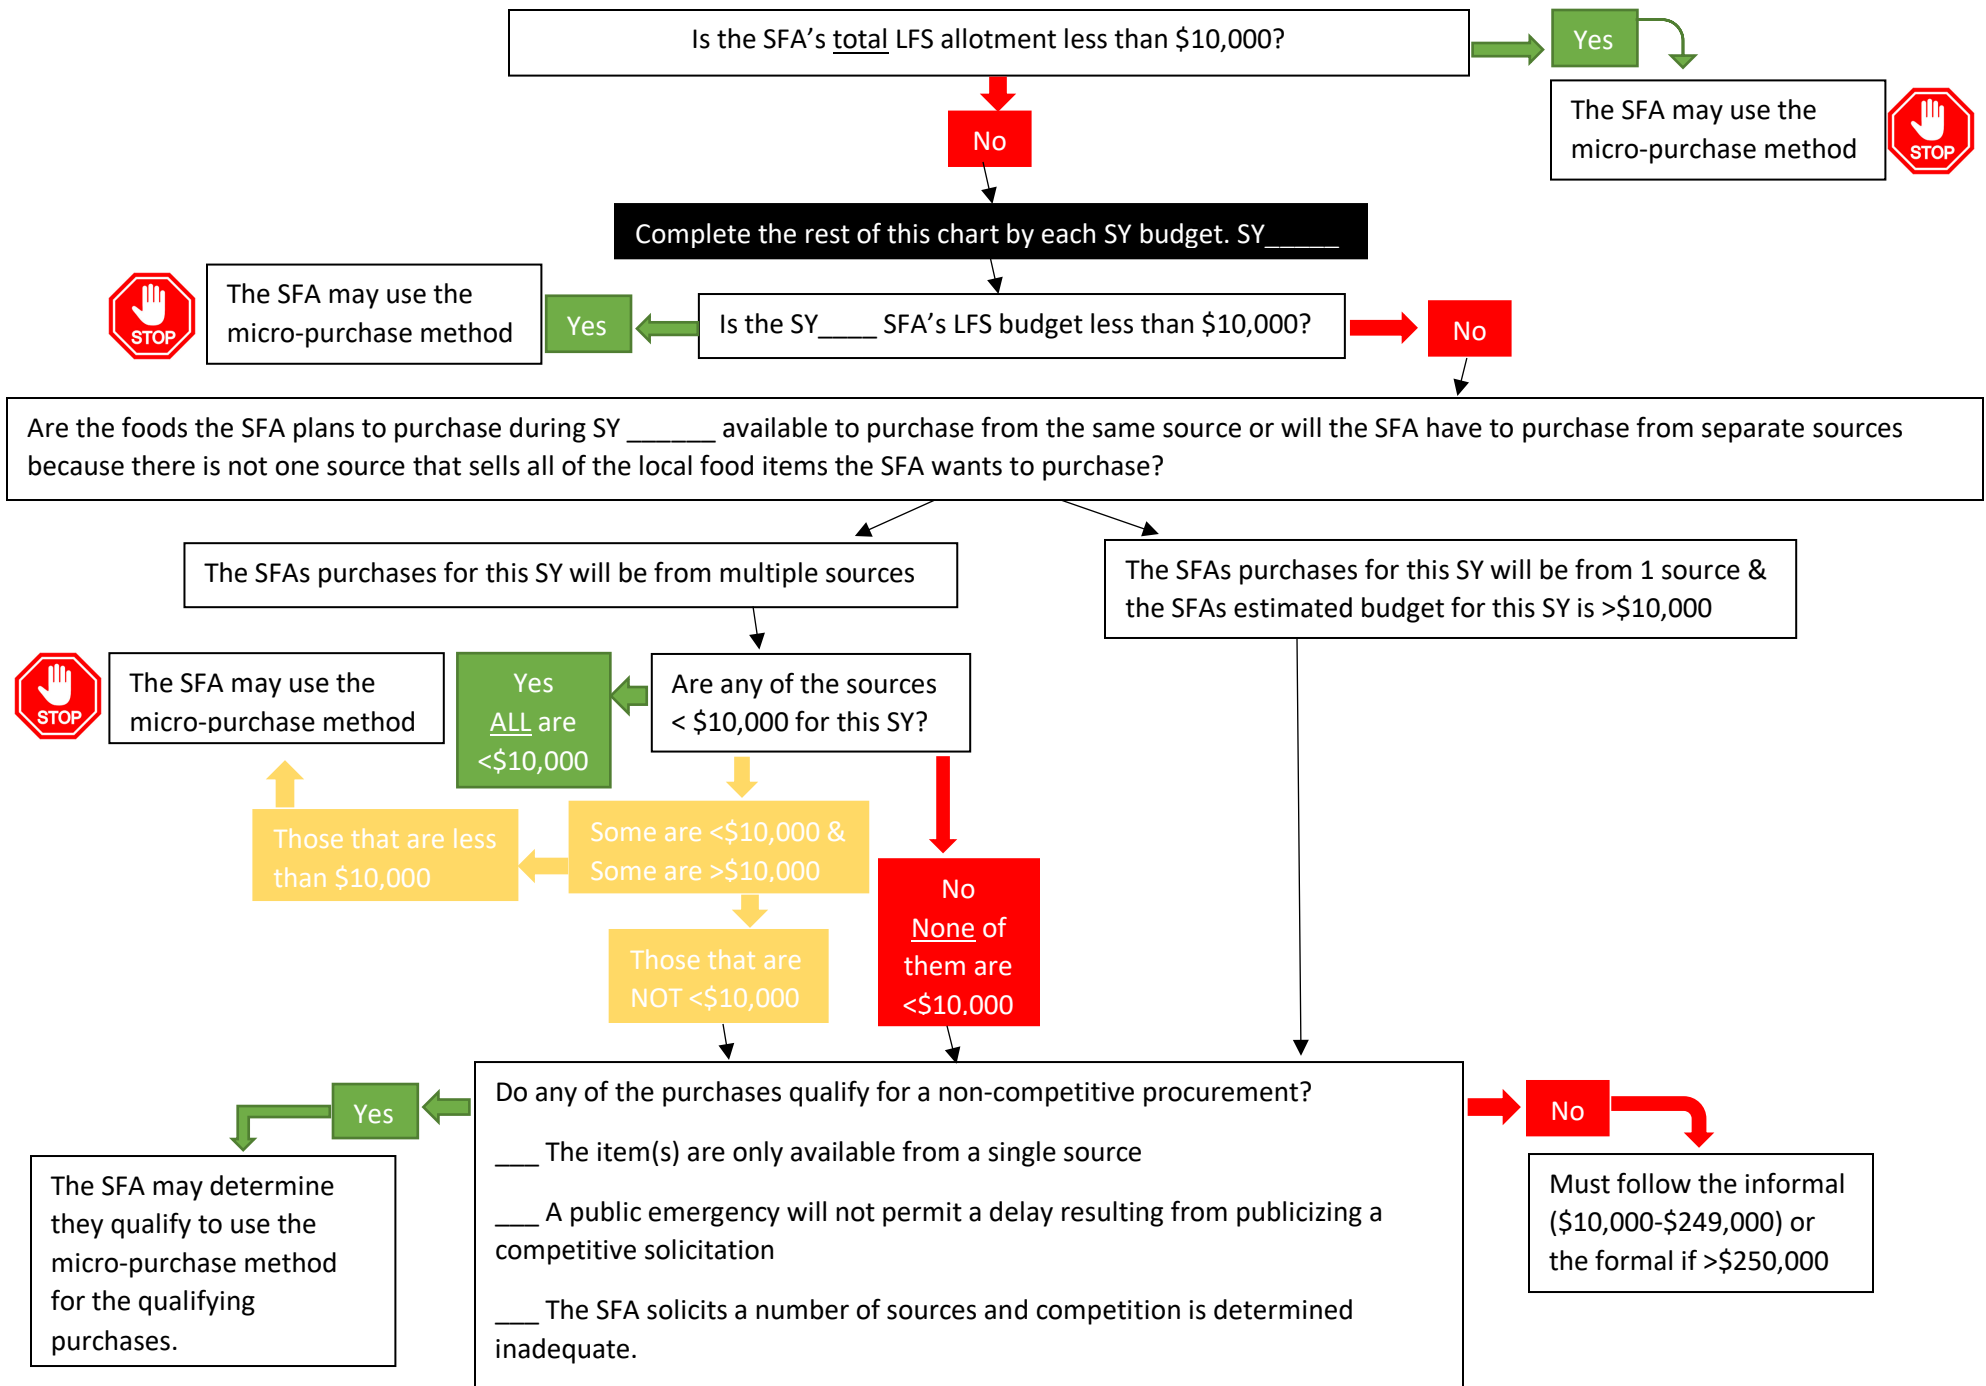 Is the SFA's total LFS allotment less than $10,000?
Yes
The SFA may use the
micro-purchase method
STOP
No
Complete the rest of this chart by each SY budget. SY_____
STOP
The SFA may use the
micro-purchase method
Yes
Is the SY____ SFA's LFS budget less than $10,000?
No
Are the foods the SFA plans to purchase during SY ______ available to purchase from the same source or will the SFA have to purchase from separate sources
because there is not one source that sells all of the local food items the SFA wants to purchase?
The SFAs purchases for this SY will be from multiple sources
The SFAs purchases for this SY will be from 1 source &
the SFAs estimated budget for this SY is >$10,000
STOP
The SFA may use the
micro-purchase method
Yes
ALL are
<$10,000
Are any of the sources
< $10,000 for this SY?
Those that are less
than $10,000
Some are <$10,000 &
Some are >$10,000
Those that are
NOT <$10,000
No
None of
them are
<$10,000
Do any of the purchases qualify for a non-competitive procurement?
___ The item(s) are only available from a single source
___ A public emergency will not permit a delay resulting from publicizing a
competitive solicitation
___ The SFA solicits a number of sources and competition is determined
inadequate.
Yes
The SFA may determine
they qualify to use the
micro-purchase method
for the qualifying
purchases.
No
Must follow the informal
($10,000-$249,000) or
the formal if >$250,000